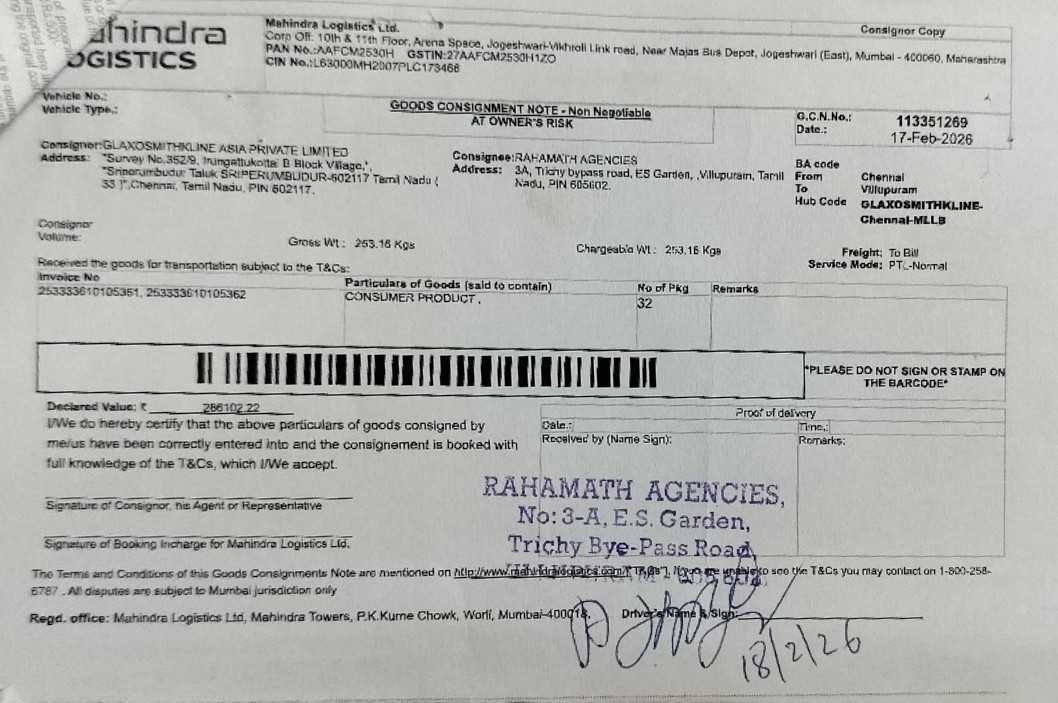 ahindra
LOGISTICS
Mahindra Logistics Ltd.
Corp Off: 10th & 11th Floor, Arena Space, Jogeshwari-Vikhroli Link road, Near Majas Bus Depot, Jogeshwari (East), Mumbai - 400060, Maharashtra
PAN No.:AAFCM2530H GSTIN:27AAFCM2530H1ZO
CIN No.:L63000MH2007PLC173466
Consignor Copy
Vehicle No.:
Vehicle Type.:
GOODS CONSIGNMENT NOTE - Non Negotiable
AT OWNER'S RISK
G.C.N.No.: 113351269
Date.: 17-Feb-2026
Consignor:GLAXOSMITHKLINE ASIA PRIVATE LIMITED
Address: "Survey No.352/9, Irungattukottai B Block Village,",
"Sriperumbudur Taluk SRIPERUMBUDUR-602117 Tamil Nadu (
33 )",Chennai, Tamil Nadu, PIN 602117.
Consignee:RAHAMATH AGENCIES
Address: 3A, Trichy bypass road, ES Garden, ,Villupuram, Tamil
Nadu, PIN 605602.
BA code
From Chennai
To Villupuram
Hub Code GLAXOSMITHKLINE-
Chennai-MLLB
Consignor
Volume:
Gross Wt : 253.16 Kgs
Chargeable Wt : 253.16 Kgs
Freight: To Bill
Service Mode: PTL-Normal
Received the goods for transportation subject to the T&Cs:
Invoice No Particulars of Goods (said to contain) No of Pkg Remarks
253333610105361, 253333610105362 CONSUMER PRODUCT , 32
*PLEASE DO NOT SIGN OR STAMP ON
THE BARCODE*
Declared Value: ₹ 286102.22
I/We do hereby certify that the above particulars of goods consigned by
me/us have been correctly entered into and the consignement is booked with
full knowledge of the T&Cs, which I/We accept.
Signature of Consignor, his Agent or Representative
Signature of Booking Incharge for Mahindra Logistics Ltd.
Proof of delivery
Date.: Time.:
Received by (Name Sign): Remarks:
RAHAMATH AGENCIES,
No: 3-A, E.S. Garden,
Trichy Bye-Pass Road,
The Terms and Conditions of this Goods Consignments Note are mentioned on http://www.mahindralogistics.com/("T&Cs"). If you are unable to see the T&Cs you may contact on 1-800-258-
6787 . All disputes are subject to Mumbai jurisdiction only
Regd. office: Mahindra Logistics Ltd, Mahindra Towers, P.K.Kurne Chowk, Worli, Mumbai-400018.
Driver's Name & Sign:
18/2/26